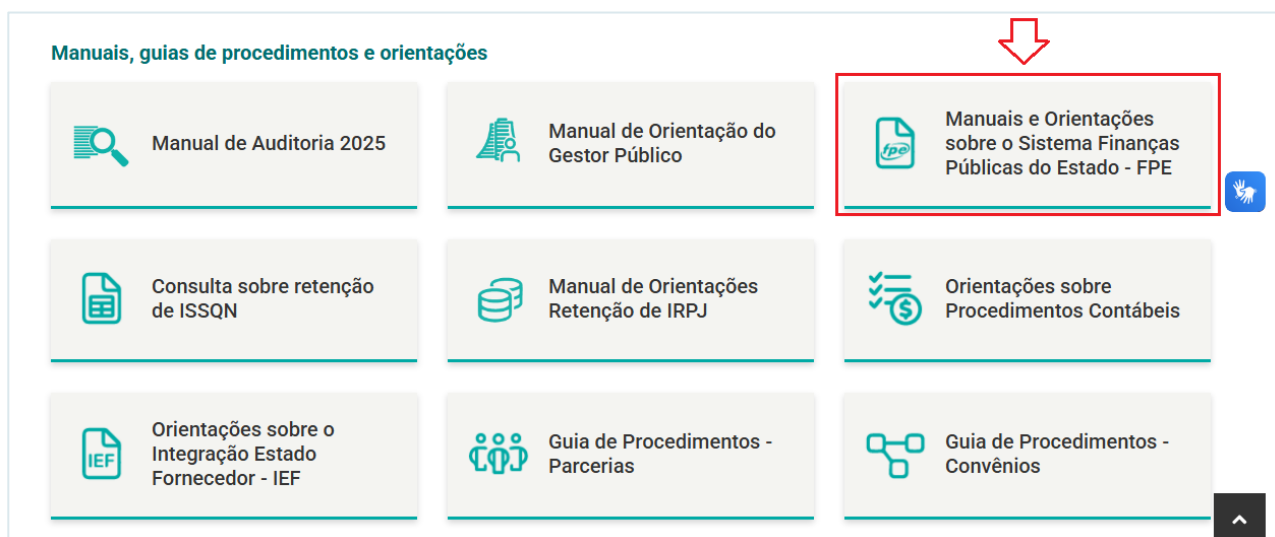 Manuais, guias de procedimentos e orientações
Manual de Auditoria 2025
Manual de Orientação do
Gestor Público
fpe
Manuais e Orientações
sobre o Sistema Finanças
Públicas do Estado - FPE
Consulta sobre retenção
de ISSQN
Manual de Orientações
Retenção de IRPJ
Orientações sobre
Procedimentos Contábeis
IEF
Orientações sobre o
Integração Estado
Fornecedor - IEF
Guia de Procedimentos -
Parcerias
Guia de Procedimentos -
Convênios